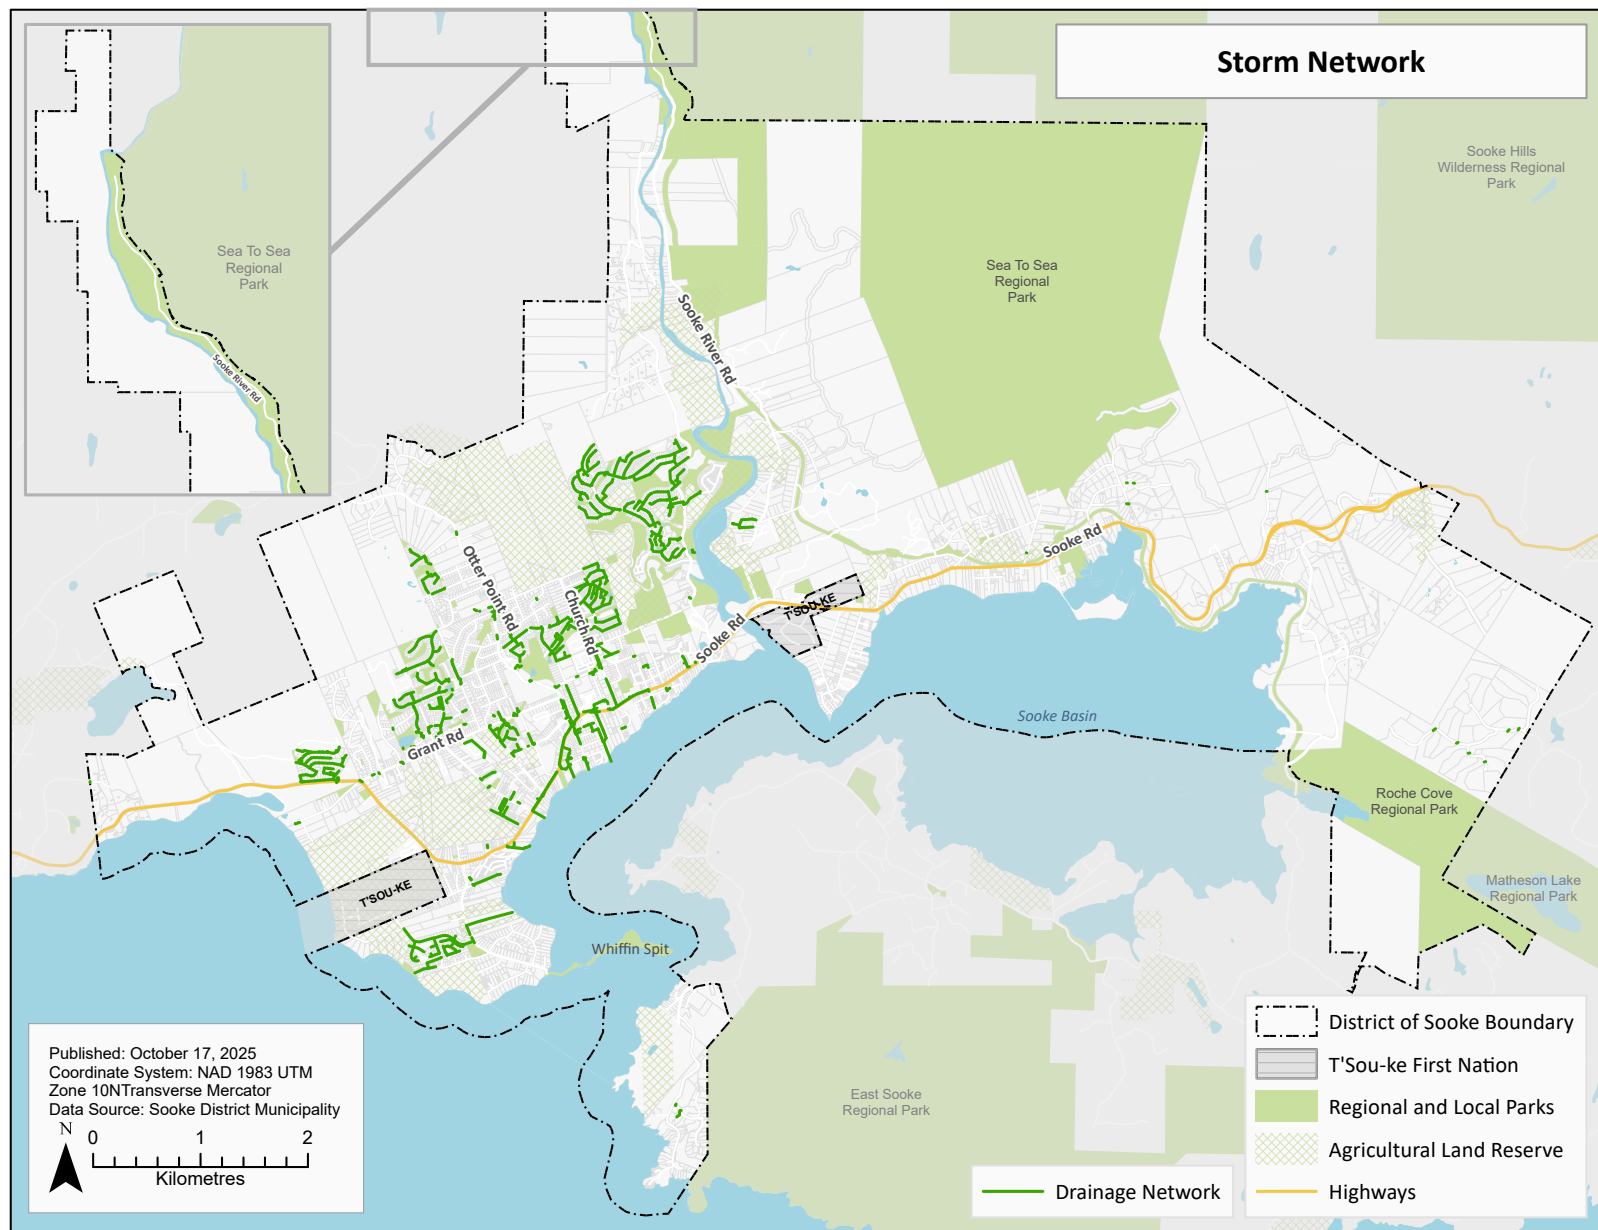 Storm Network
Sooke Hills
Wilderness Regional
Park
Sea To Sea
Regional
Park
Sooke River Rd
Sea To Sea
Regional
Park
Sooke River Rd
Sooke Rd
Otter Point Rd
Church Rd
T'SOU-KE
Sooke Rd
Grant Rd
Sooke Basin
Roche Cove
Regional Park
Matheson Lake
Regional Park
T'SOU-KE
Whiffin Spit
East Sooke
Regional Park
Published: October 17, 2025
Coordinate System: NAD 1983 UTM
Zone 10NTransverse Mercator
Data Source: Sooke District Municipality
N
0 1 2
Kilometres
Drainage Network
District of Sooke Boundary
T'Sou-ke First Nation
Regional and Local Parks
Agricultural Land Reserve
Highways